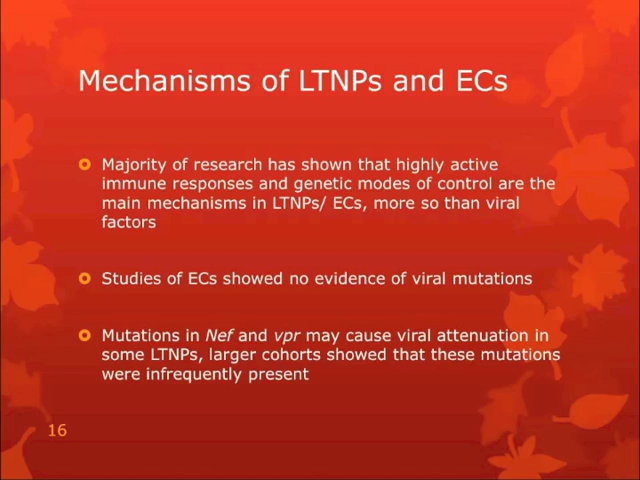 Mechanisms of LTNPs and ECs
Majority of research has shown that highly active
immune responses and genetic modes of control are the
main mechanisms in LTNPs/ ECs, more so than viral
factors
Studies of ECs showed no evidence of viral mutations
Mutations in Nef and vpr may cause viral attenuation in
some LTNPs, larger cohorts showed that these mutations
were infrequently present
16